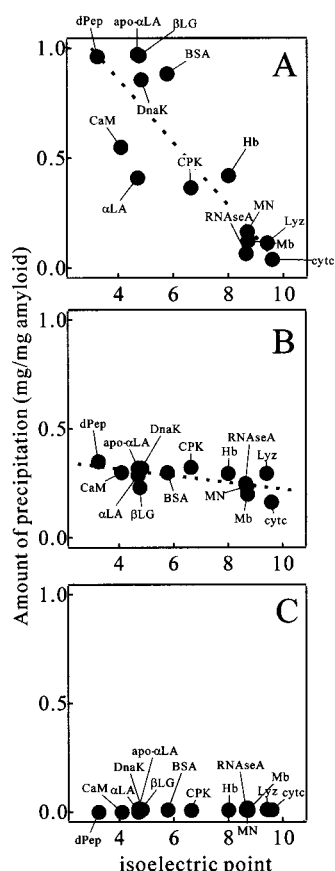 Amount of precipitation (mg/mg amyloid)
A
1.0
0.5
0.0
dPep
apo-αLA
βLG
BSA
DnaK
CaM
αLA
CPK
Hb
MN
RNAseA
Lyz
Mb
cytc
4 6 8 10
B
1.0
0.5
0.0
dPep
DnaK
apo-αLA
CPK
Hb
RNAseA
Lyz
CaM
αLA
βLG
BSA
MN
Mb
cytc
4 6 8 10
C
1.0
0.5
0.0
apo-αLA
DnaK
βLG
BSA
RNAseA
Mb
CaM
αLA
CPK
Hb
Lyz
cytc
dPep
MN
4 6 8 10
isoelectric point